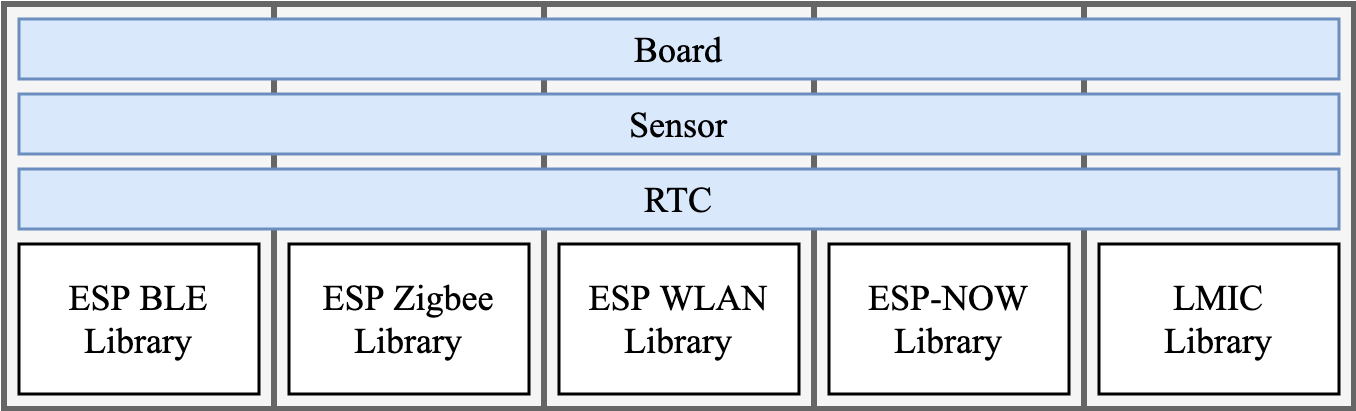 Board
Sensor
RTC
ESP BLE
Library
ESP Zigbee
Library
ESP WLAN
Library
ESP-NOW
Library
LMIC
Library